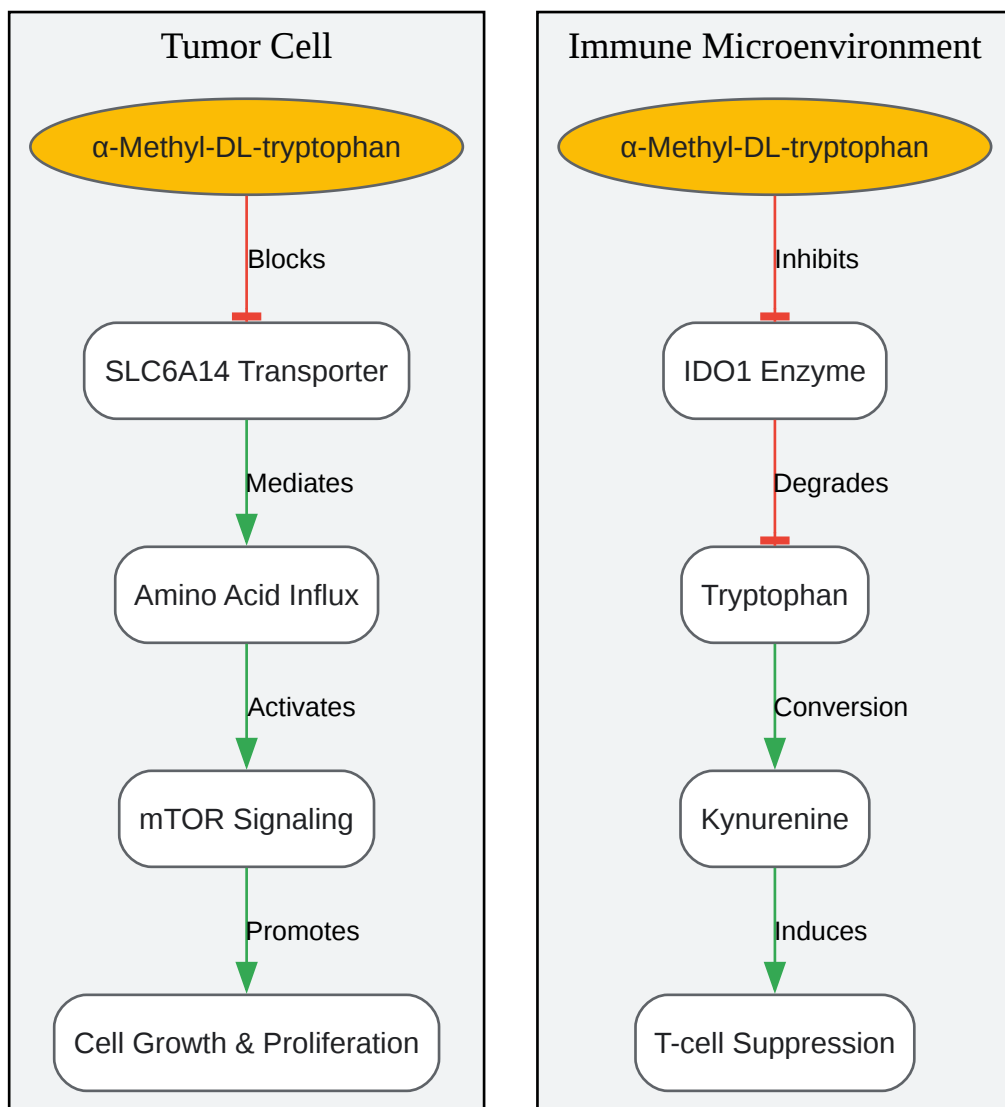 Tumor Cell
α-Methyl-DL-tryptophan
Blocks
SLC6A14 Transporter
Mediates
Amino Acid Influx
Activates
mTOR Signaling
Promotes
Cell Growth & Proliferation
Immune Microenvironment
α-Methyl-DL-tryptophan
Inhibits
IDO1 Enzyme
Degrades
Tryptophan
Conversion
Kynurenine
Induces
T-cell Suppression